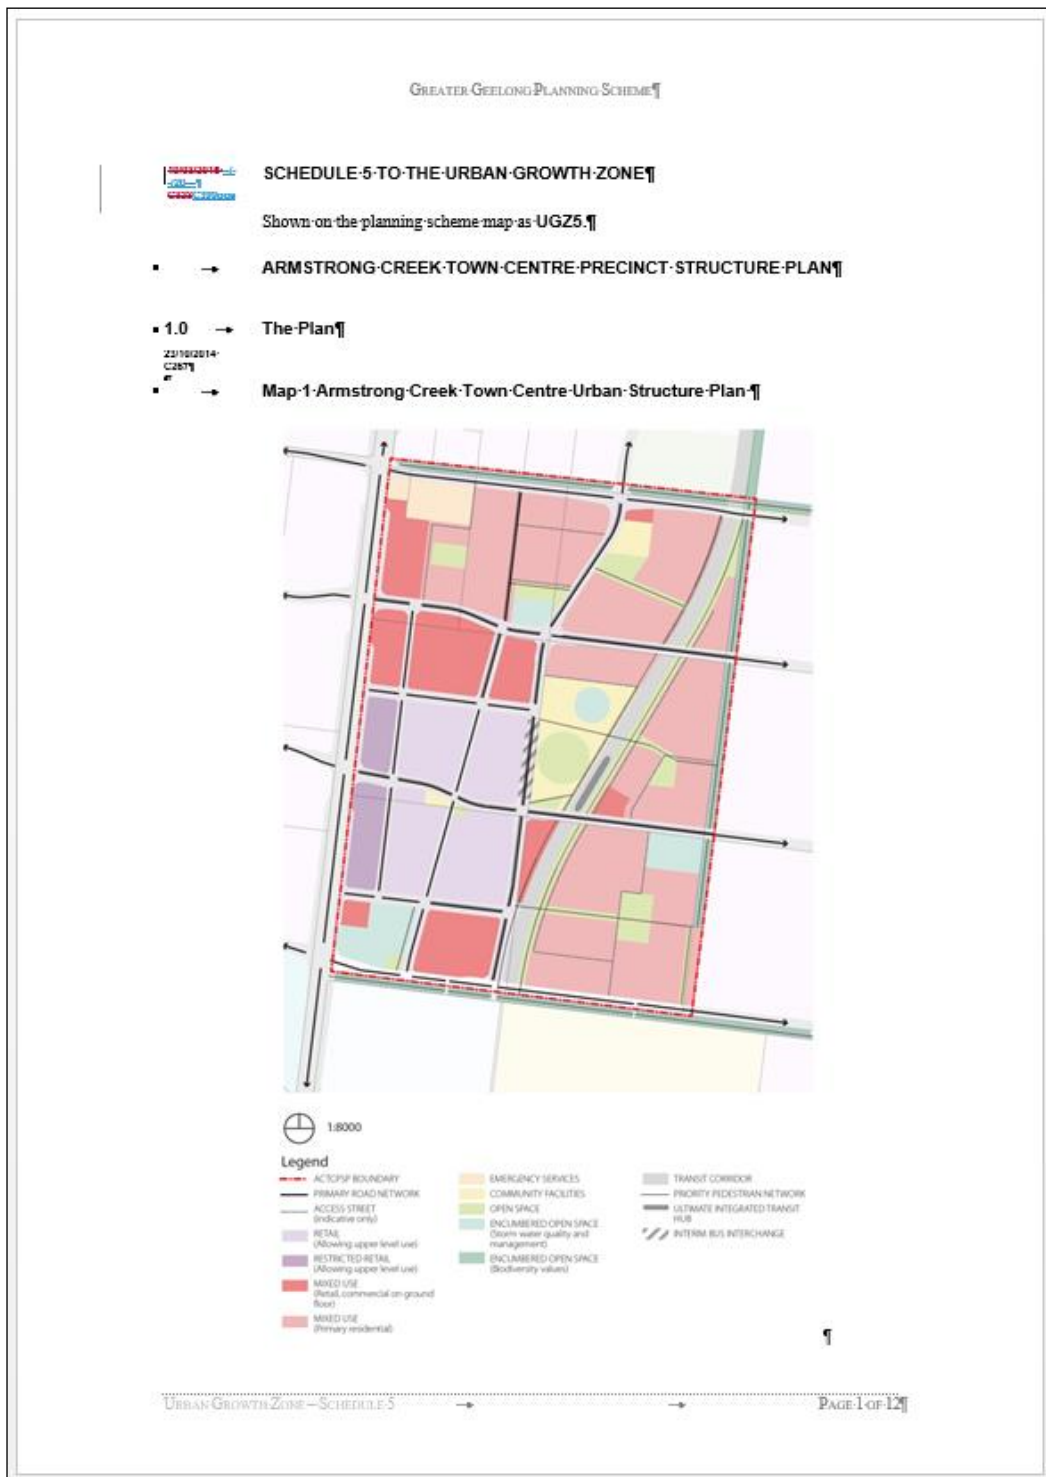 GREATER GEELONG PLANNING SCHEME¶
SCHEDULE·5·TO·THE·URBAN·GROWTH·ZONE¶
Shown·on·the·planning·scheme·map·as·UGZ5.¶
ARMSTRONG·CREEK·TOWN·CENTRE·PRECINCT·STRUCTURE·PLAN¶
1.0 → The·Plan¶
23/10/2014·
C267¶
Map·1·Armstrong·Creek·Town·Centre·Urban·Structure·Plan·¶
1:8000
Legend
ACTCPSP BOUNDARY
PRIMARY ROAD NETWORK
ACCESS STREET
(indicative only)
RETAIL
(Allowing upper level use)
RESTRICTED RETAIL
(Allowing upper level use)
MIXED USE
(Retail, commercial on ground
floor)
MIXED USE
(Primary residential)
EMERGENCY SERVICES
COMMUNITY FACILITIES
OPEN SPACE
ENCUMBERED OPEN SPACE
(Storm water quality and
management)
ENCUMBERED OPEN SPACE
(Biodiversity values)
TRANSIT CORRIDOR
PRIORITY PEDESTRIAN NETWORK
ULTIMATE INTEGRATED TRANSIT
HUB
INTERIM BUS INTERCHANGE
¶
URBAN·GROWTH·ZONE–SCHEDULE·5 → → PAGE·1·OF·12¶